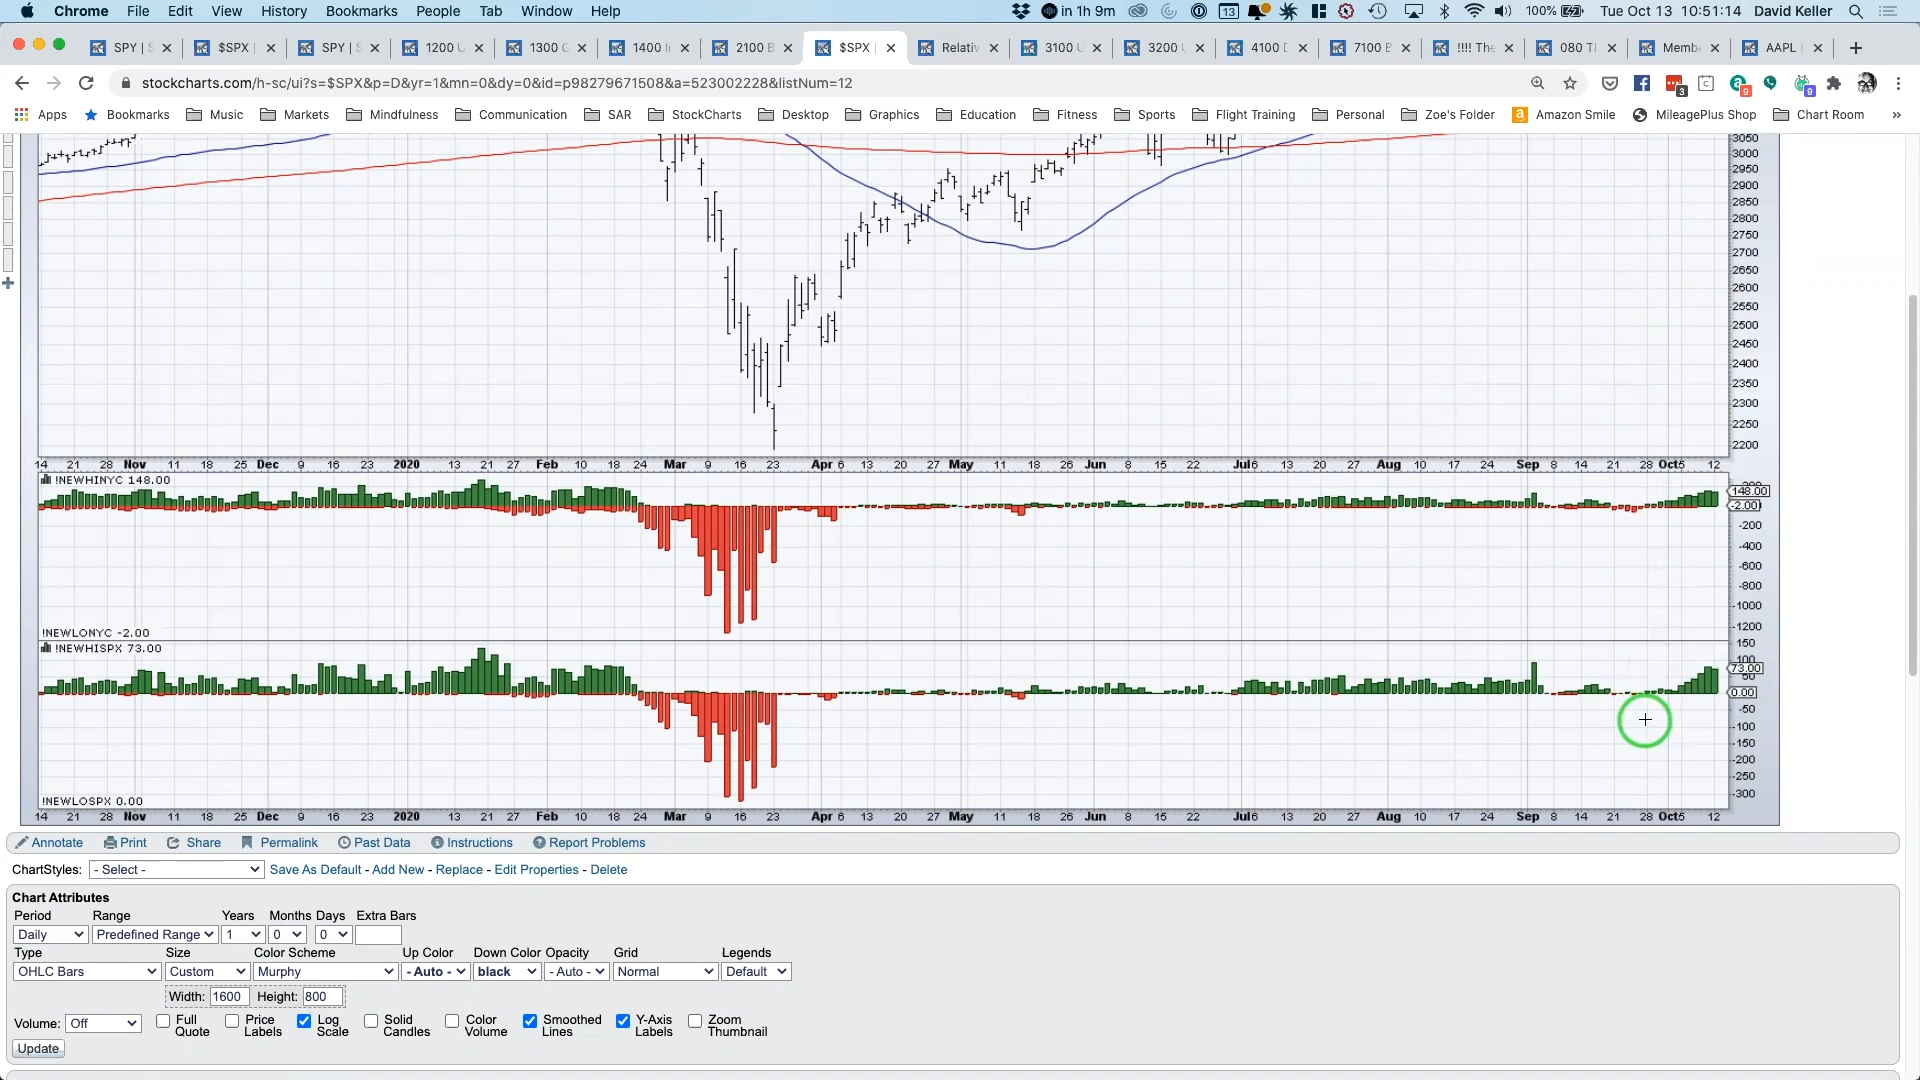 Chrome File Edit View History Bookmarks People Tab Window Help in 1h 9m 13 100% Tue Oct 13 10:51:14 David Keller
SPY | S $SPX | SPY | S 1200 U 1300 G 1400 I 2100 B $SPX | Relativ 3100 U 3200 4100 D 7100 !!!! The 080 T Memb AAPL |
stockcharts.com/h-sc/ui?s=$SPX&p=D&yr=1&mn=0&dy=0&id=p98279671508&a=523002228&listNum=12 3 9 9
Apps Bookmarks Music Markets Mindfulness Communication SAR StockCharts Desktop Graphics Education Fitness Sports Flight Training Personal Zoe's Folder Amazon Smile MileagePlus Shop Chart Room »
3050
3000
2950
2900
2850
2800
2750
2700
2650
2600
2550
2500
2450
2400
2350
2300
2250
2200
14 21 28 Nov 11 18 25 Dec 9 16 23 2020 13 21 27 Feb 10 18 24 Mar 9 16 23 Apr 6 13 20 27 May 11 18 26 Jun 8 15 22 Jul 6 13 20 27 Aug 10 17 24 Sep 8 14 21 28 Oct 5 12
!NEWHINYC 148.00
200
148.00
-2.00
-200
-400
-600
-800
-1000
-1200
!NEWLONYC -2.00
!NEWHISPX 73.00
150
100
73.00
50
0.00
-50
-100
-150
-200
-250
-300
!NEWLOSPX 0.00
14 21 28 Nov 11 18 25 Dec 9 16 23 2020 13 21 27 Feb 10 18 24 Mar 9 16 23 Apr 6 13 20 27 May 11 18 26 Jun 8 15 22 Jul 6 13 20 27 Aug 10 17 24 Sep 8 14 21 28 Oct 5 12
Annotate Print Share Permalink Past Data Instructions Report Problems
ChartStyles: - Select - Save As Default - Add New - Replace - Edit Properties - Delete
Chart Attributes
Period Range Years Months Days Extra Bars
Daily Predefined Range 1 0 0
Type Size Color Scheme Up Color Down Color Opacity Grid Legends
OHLC Bars Custom Murphy - Auto - black - Auto - Normal Default
Width: 1600 Height: 800
Volume: Off Full Quote Price Labels Log Scale Solid Candles Color Volume Smoothed Lines Y-Axis Labels Zoom Thumbnail
Update